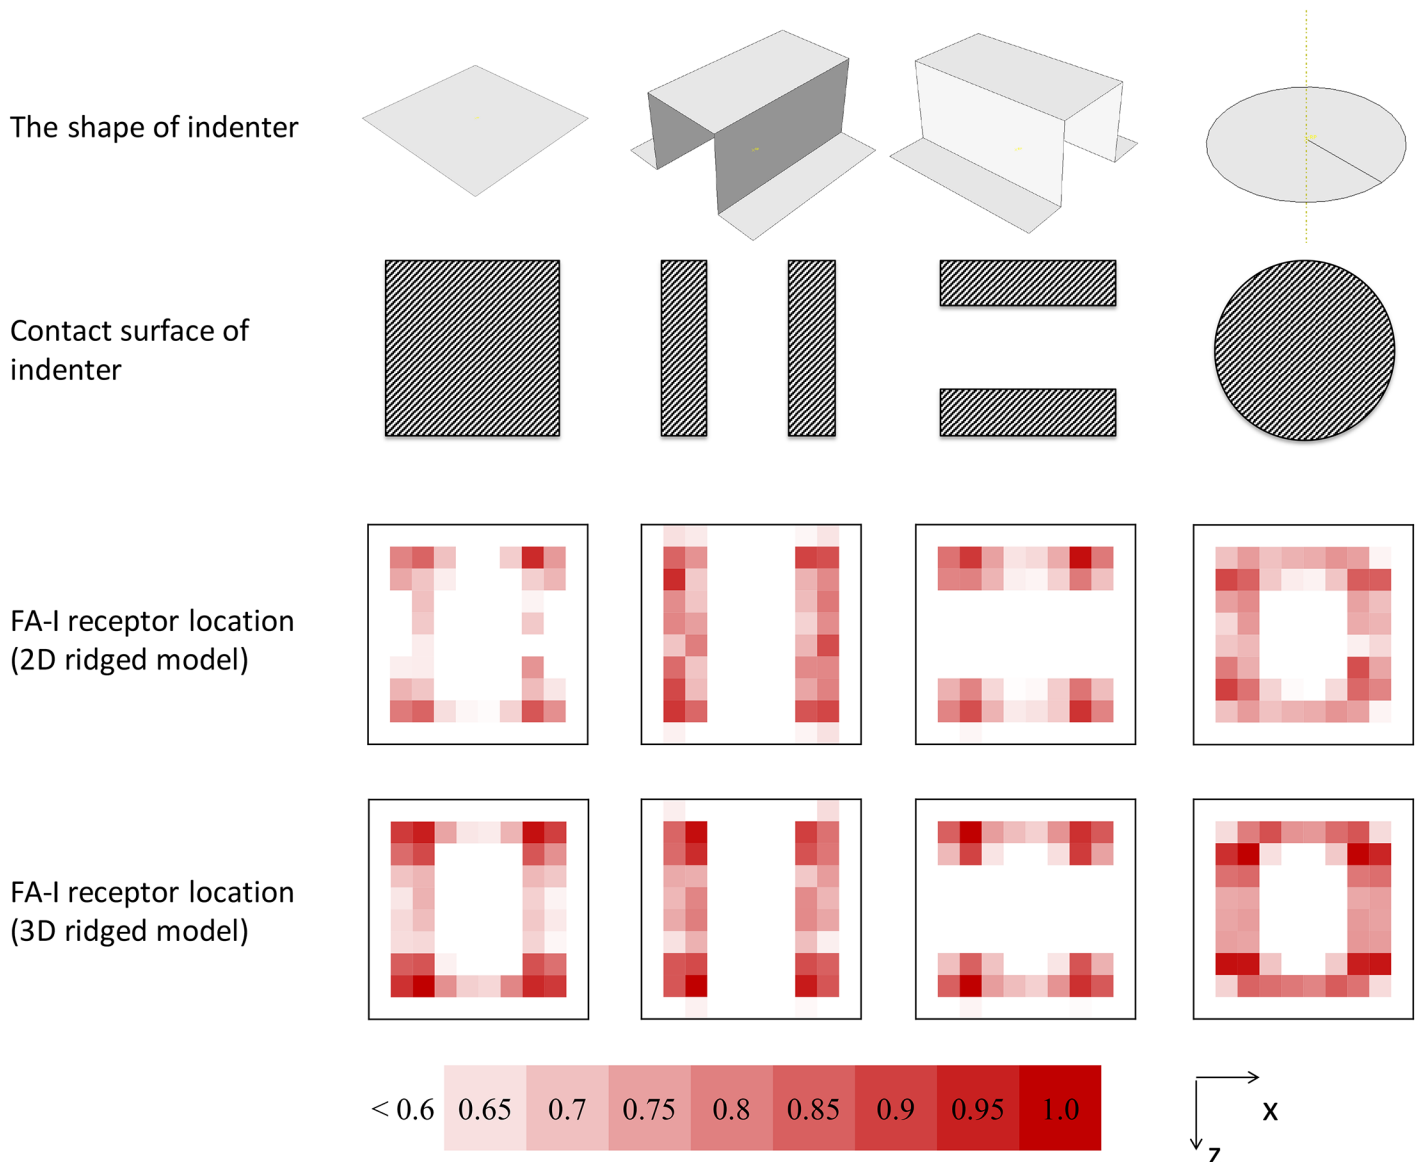 The shape of indenter
Contact surface of
indenter
FA-I receptor location
(2D ridged model)
FA-I receptor location
(3D ridged model)
< 0.6 0.65 0.7 0.75 0.8 0.85 0.9 0.95 1.0
X
Z